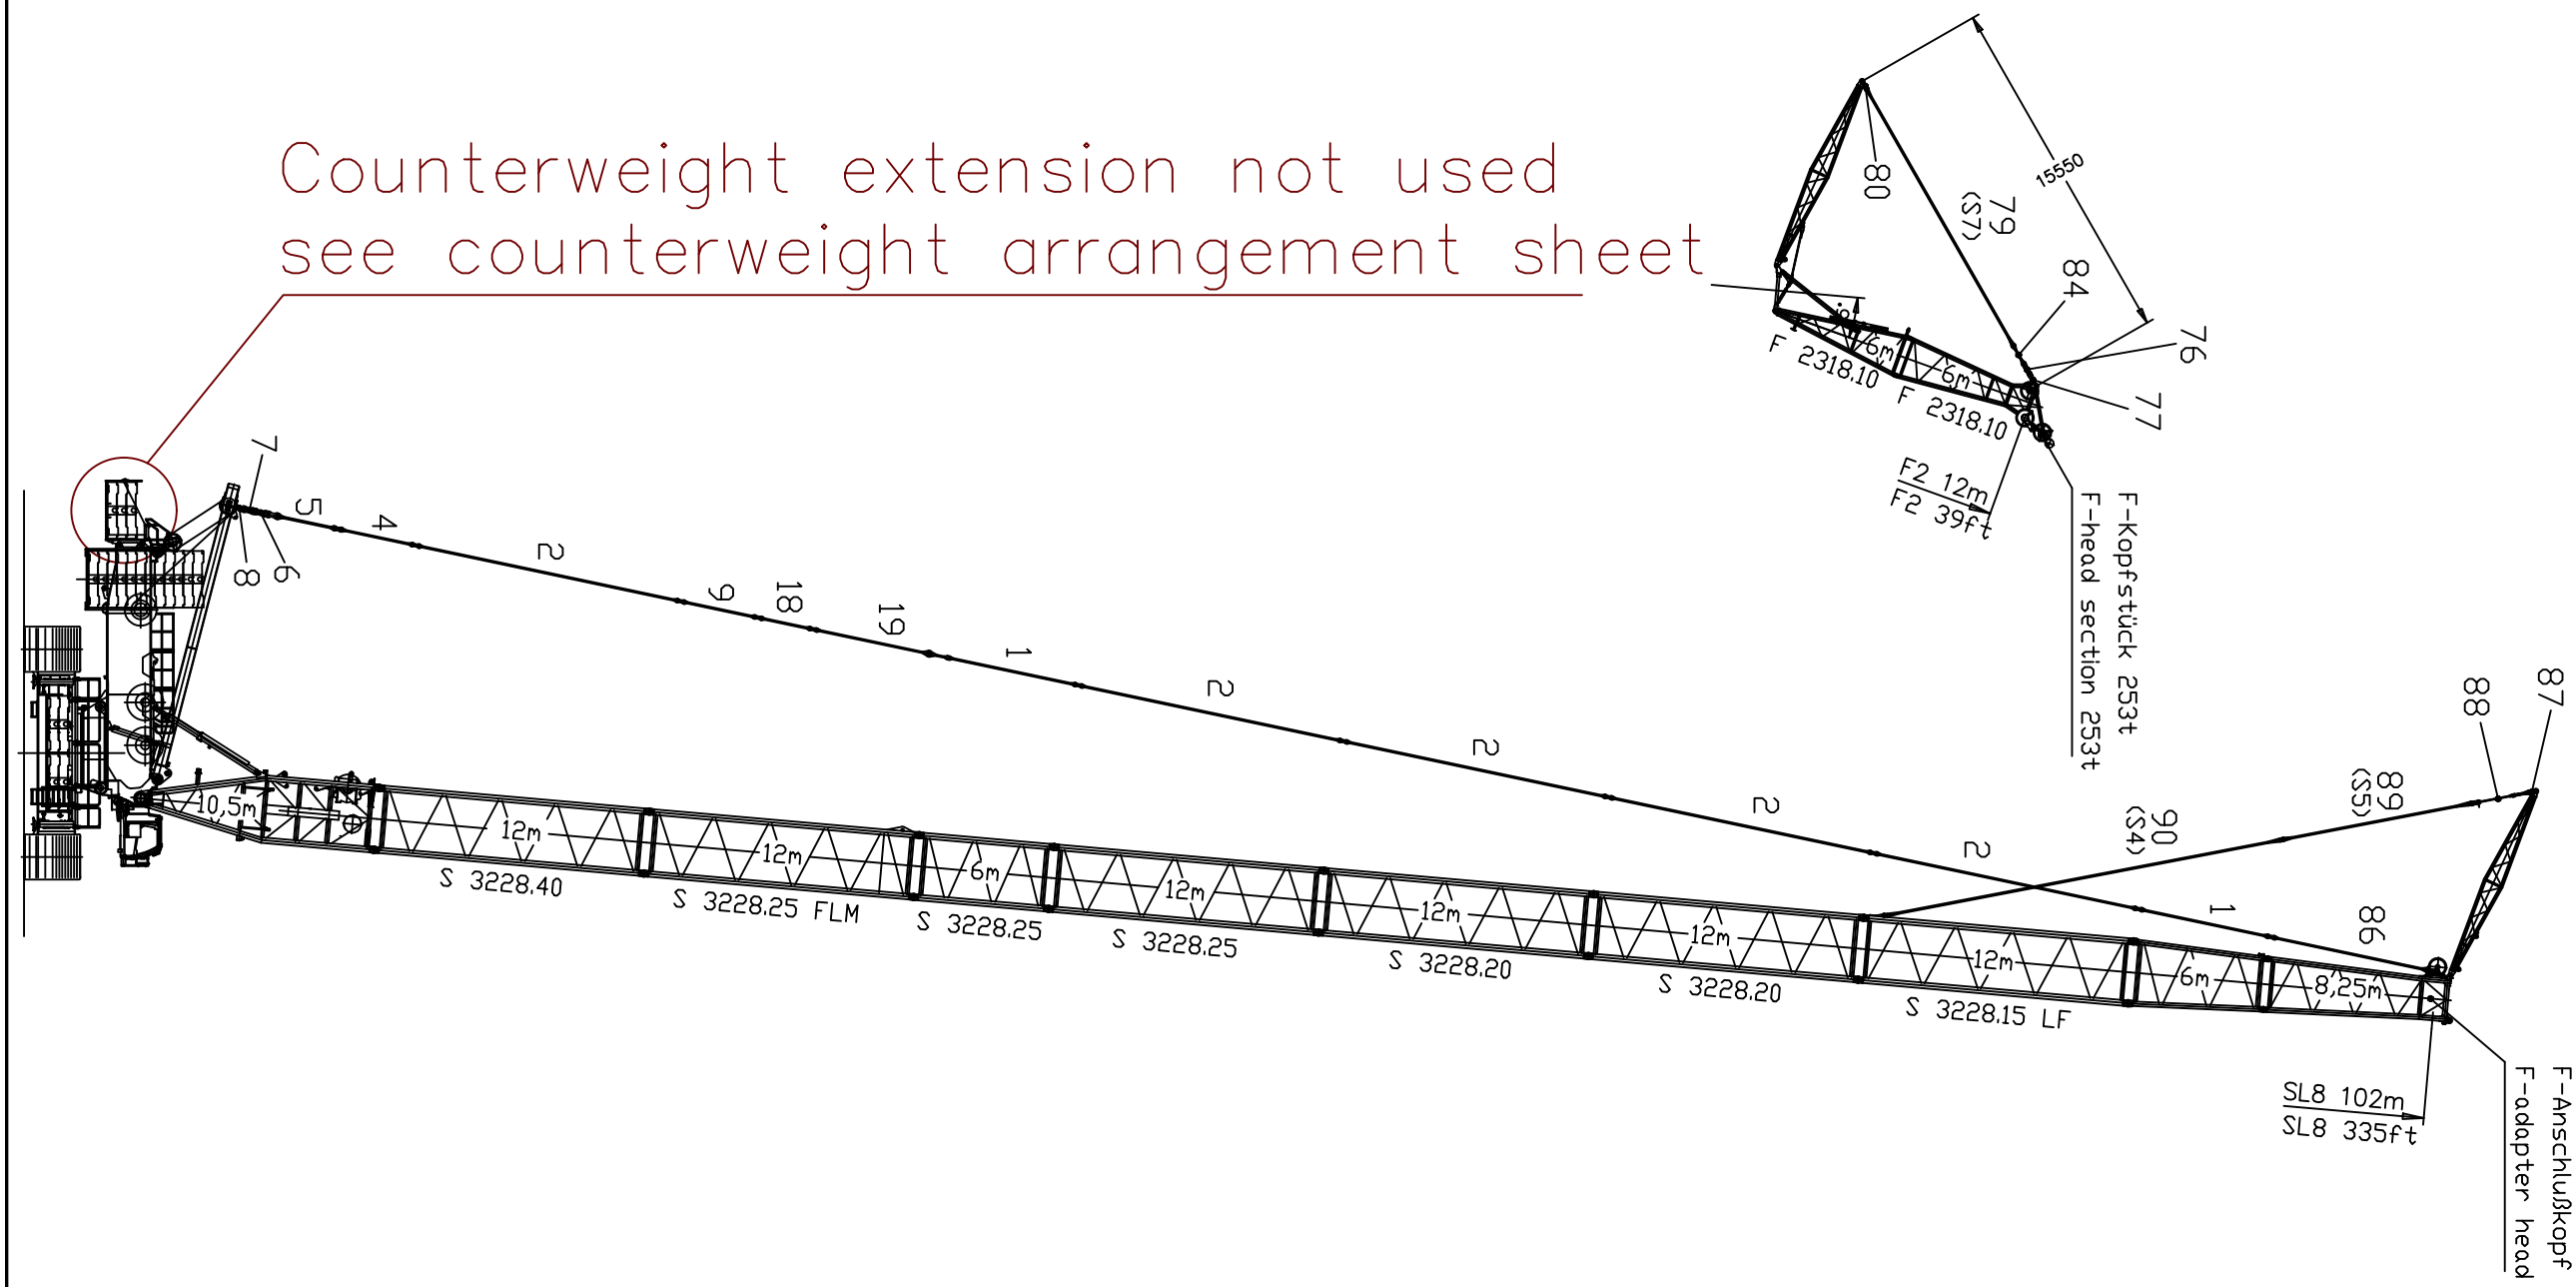 Counterweight extension not used
see counterweight arrangement sheet
15550
80
79
(S7)
84
76
77
6m
6m
F 2318.10
F 2318.10
F2 12m
F2 39ft
F-Kopfstück 253t
F-head section 253t
7
8
6
5
4
2
9
18
19
1
2
2
2
2
1
86
87
88
89
(S5)
90
(S4)
10,5m
12m
12m
6m
12m
12m
12m
12m
6m
8,25m
S 3228.40
S 3228.25 FLM
S 3228.25
S 3228.25
S 3228.20
S 3228.20
S 3228.15 LF
SL8 102m
SL8 335ft
F-Anschlußkopf
F-adapter head